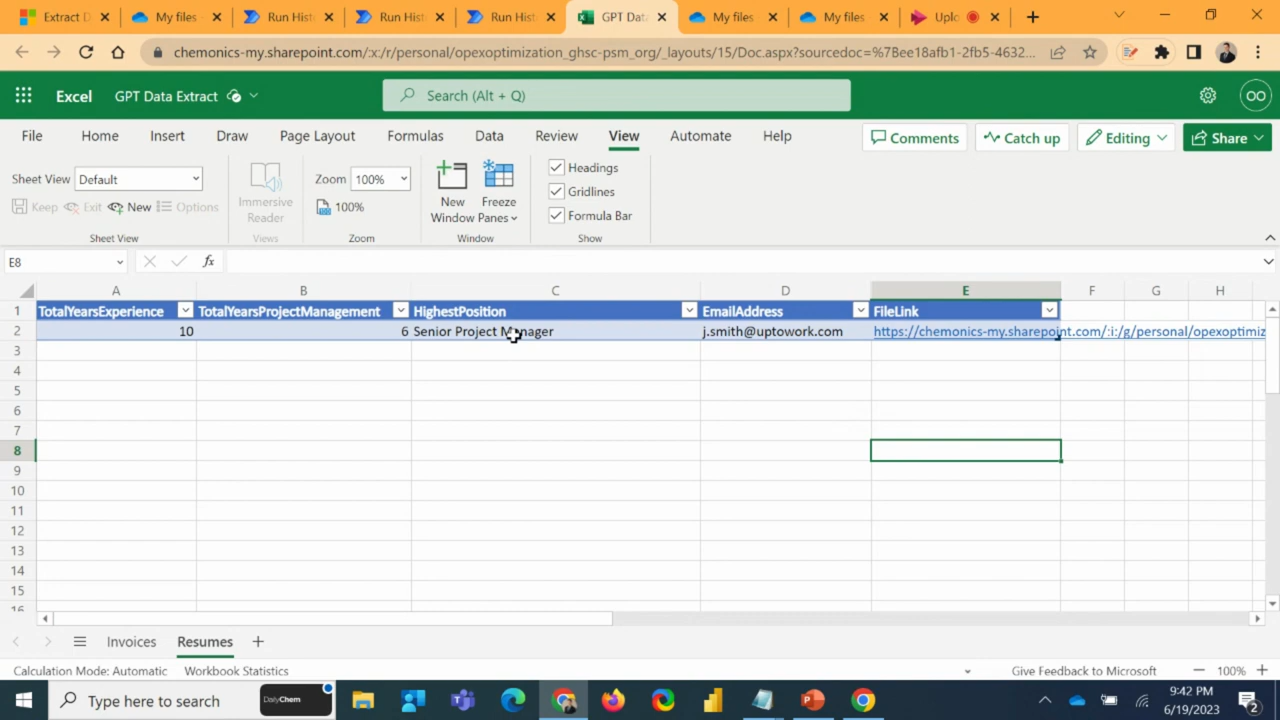 Extract D
My files
Run Hist
Run Hist
Run Hist
GPT Data
My files
My files
Uplo
chemonics-my.sharepoint.com/:x:/r/personal/opexoptimization_ghsc-psm_org/_layouts/15/Doc.aspx?sourcedoc=%7Bee18afb1-2fb5-4632...
Excel GPT Data Extract Search (Alt + Q) OO
File Home Insert Draw Page Layout Formulas Data Review View Automate Help Comments Catch up Editing Share
Sheet View Default
Keep Exit New Options
Immersive
Reader
Zoom 100%
100%
New
Window
Freeze
Panes
Headings
Gridlines
Formula Bar
Sheet View Views Zoom Window Show
E8 fx
A B C D E F G H
1 TotalYearsExperience TotalYearsProjectManagement HighestPosition EmailAddress FileLink
2 10 6 Senior Project Manager j.smith@uptowork.com https://chemonics-my.sharepoint.com/:i:/g/personal/opexoptimiz
3
4
5
6
7
8
9
10
11
12
13
14
15
16
Invoices Resumes
Calculation Mode: Automatic Workbook Statistics Give Feedback to Microsoft 100%
Type here to search DailyChem 9:42 PM
6/19/2023 2